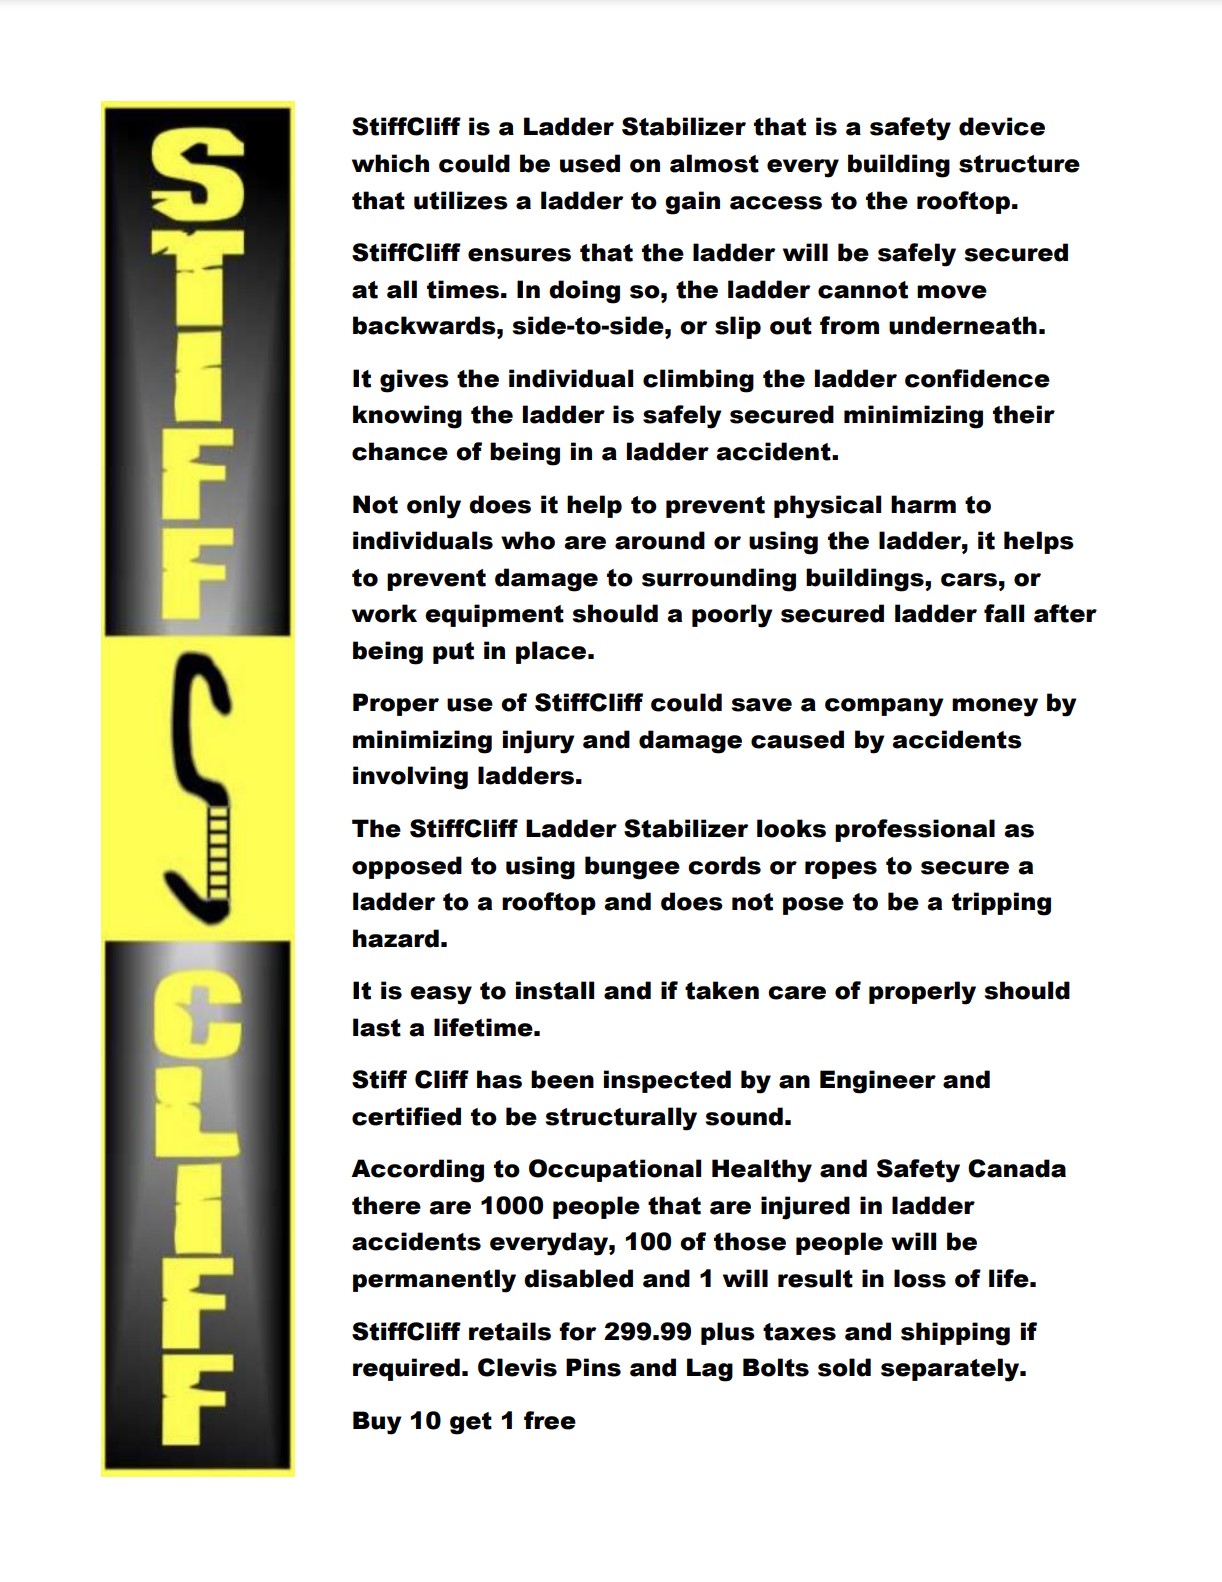 STIFF
CLIFF
StiffCliff is a Ladder Stabilizer that is a safety device
which could be used on almost every building structure
that utilizes a ladder to gain access to the rooftop.
StiffCliff ensures that the ladder will be safely secured
at all times. In doing so, the ladder cannot move
backwards, side-to-side, or slip out from underneath.
It gives the individual climbing the ladder confidence
knowing the ladder is safely secured minimizing their
chance of being in a ladder accident.
Not only does it help to prevent physical harm to
individuals who are around or using the ladder, it helps
to prevent damage to surrounding buildings, cars, or
work equipment should a poorly secured ladder fall after
being put in place.
Proper use of StiffCliff could save a company money by
minimizing injury and damage caused by accidents
involving ladders.
The StiffCliff Ladder Stabilizer looks professional as
opposed to using bungee cords or ropes to secure a
ladder to a rooftop and does not pose to be a tripping
hazard.
It is easy to install and if taken care of properly should
last a lifetime.
Stiff Cliff has been inspected by an Engineer and
certified to be structurally sound.
According to Occupational Healthy and Safety Canada
there are 1000 people that are injured in ladder
accidents everyday, 100 of those people will be
permanently disabled and 1 will result in loss of life.
StiffCliff retails for 299.99 plus taxes and shipping if
required. Clevis Pins and Lag Bolts sold separately.
Buy 10 get 1 free